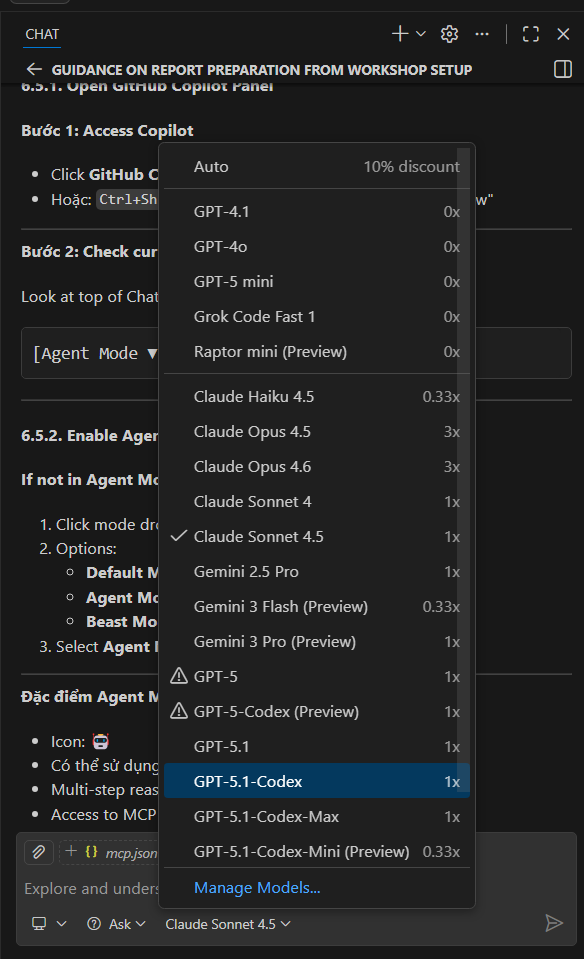 CHAT
GUIDANCE ON REPORT PREPARATION FROM WORKSHOP SETUP
6.5.1. Open GitHub Copilot Panel
Bước 1: Access Copilot
Click GitHub C
Hoặc: Ctrl+Sh w"
Bước 2: Check cur
Look at top of Chat
[Agent Mode ▼
6.5.2. Enable Agen
If not in Agent Mo
1. Click mode dro
2. Options:
Default M
Agent Mo
Beast Mo
3. Select Agent
Đặc điểm Agent M
Icon: 🤖
Có thể sử dụng
Multi-step reas
Access to MCP
Auto 10% discount
GPT-4.1 0x
GPT-4o 0x
GPT-5 mini 0x
Grok Code Fast 1 0x
Raptor mini (Preview) 0x
Claude Haiku 4.5 0.33x
Claude Opus 4.5 3x
Claude Opus 4.6 3x
Claude Sonnet 4 1x
Claude Sonnet 4.5 1x
Gemini 2.5 Pro 1x
Gemini 3 Flash (Preview) 0.33x
Gemini 3 Pro (Preview) 1x
GPT-5 1x
GPT-5-Codex (Preview) 1x
GPT-5.1 1x
GPT-5.1-Codex 1x
GPT-5.1-Codex-Max 1x
GPT-5.1-Codex-Mini (Preview) 0.33x
Manage Models...
+ {} mcp.json
Explore and unders
Ask Claude Sonnet 4.5